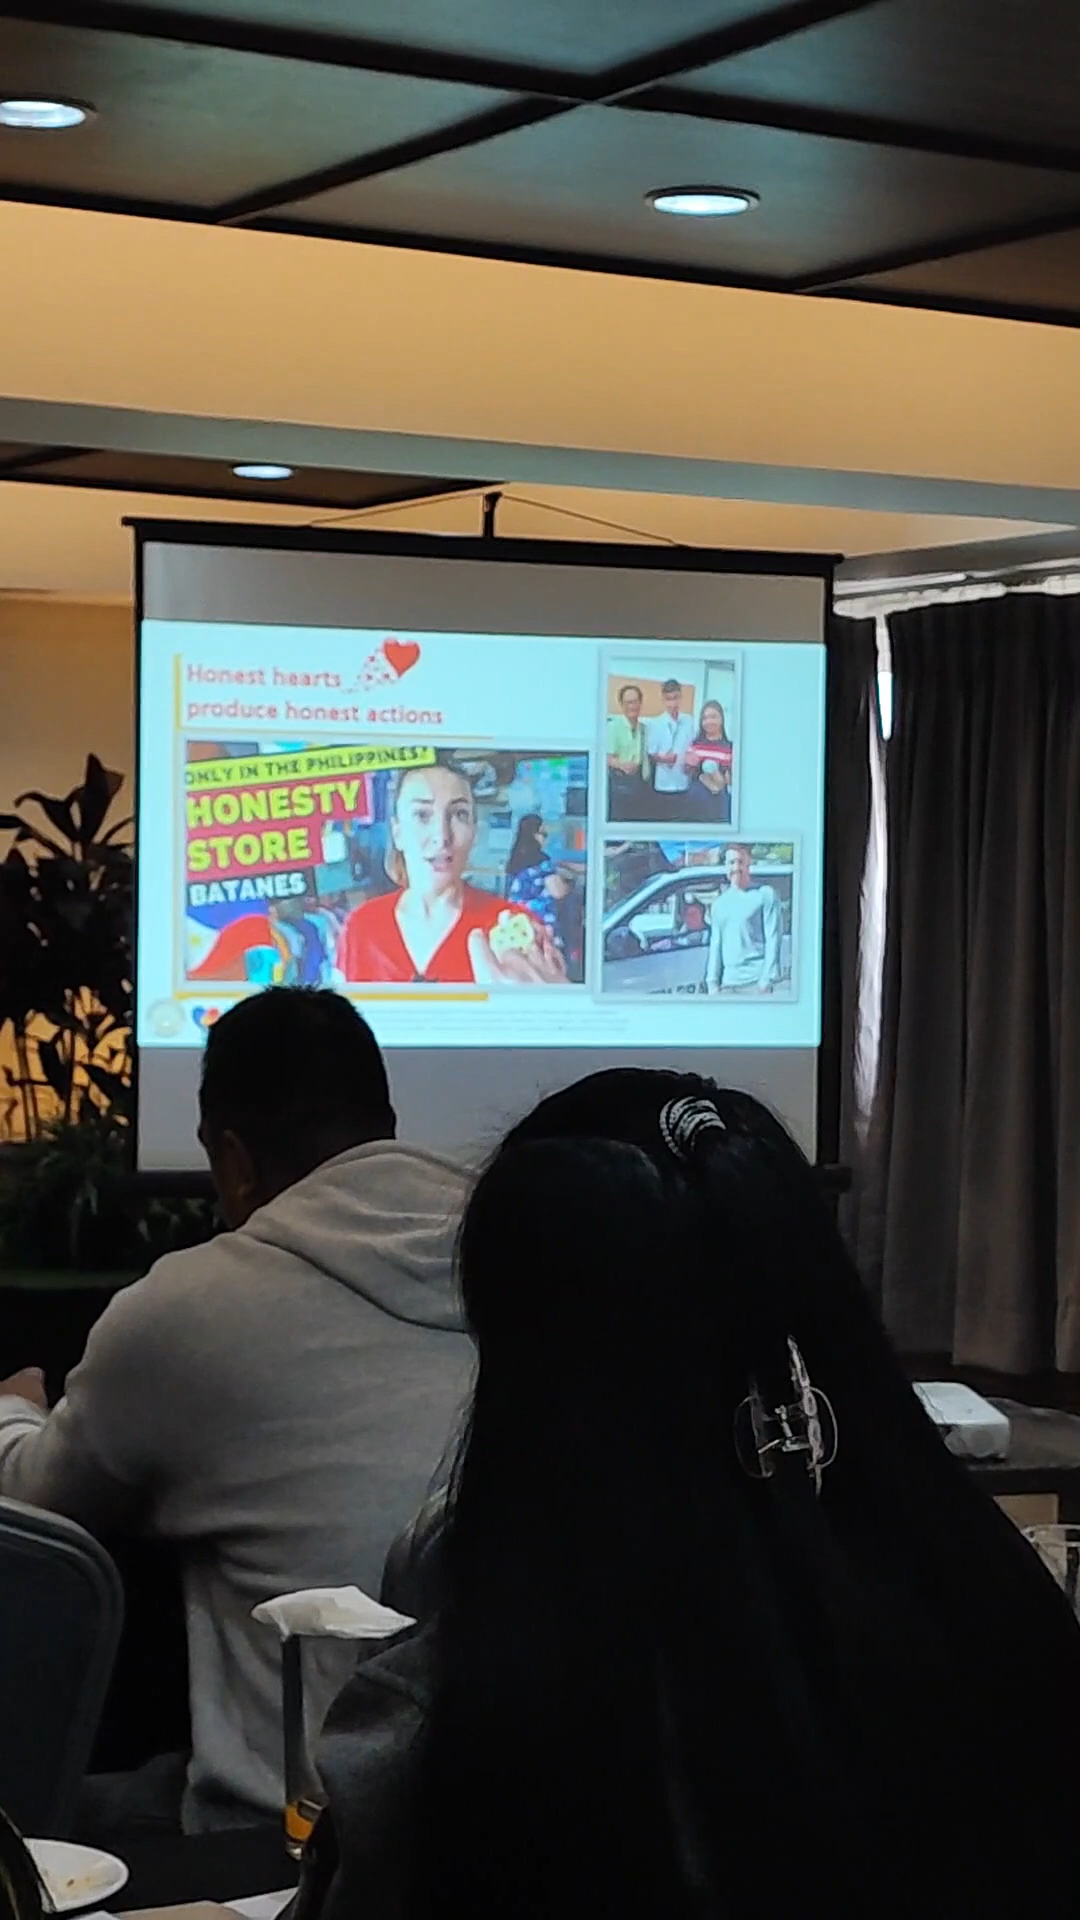 Honest hearts
produce honest actions
ONLY IN THE PHILIPPINES?
HONESTY
STORE
BATANES